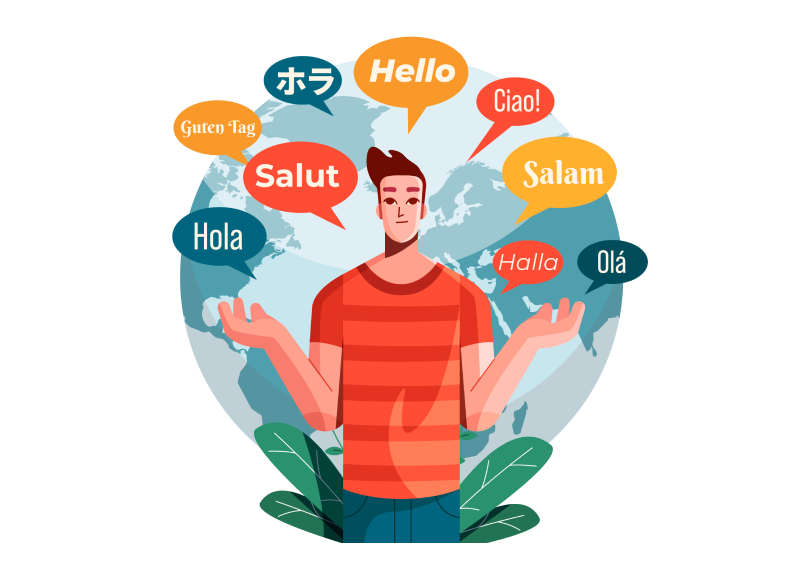 ホラ
Hello
Ciao!
Guten Tag
Salut
Salam
Hola
Halla
Olá